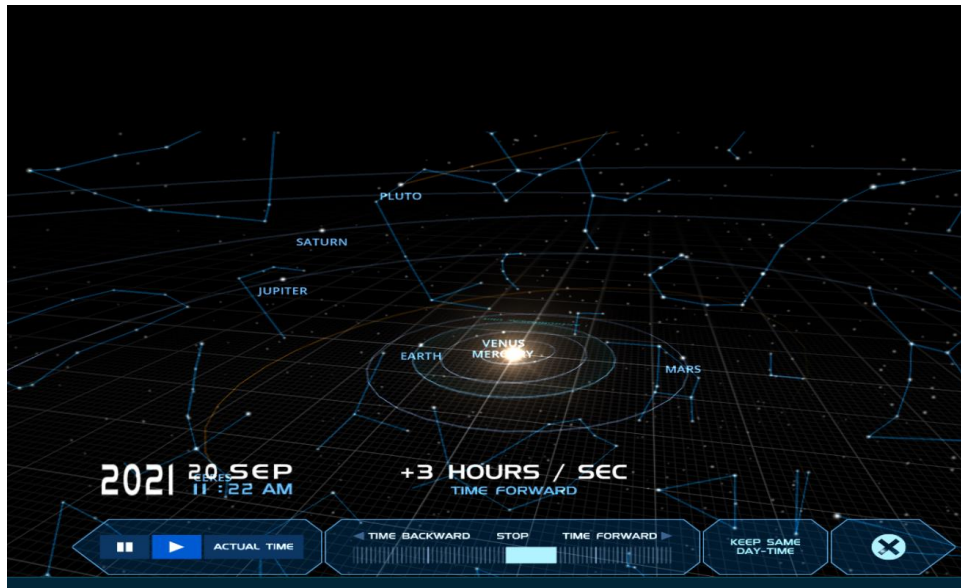 PLUTO
SATURN
JUPITER
VENUS
EARTH
MERCURY
MARS
2021
20 SEP
CERES
11:22 AM
+3 HOURS / SEC
TIME FORWARD
ACTUAL TIME
TIME BACKWARD STOP TIME FORWARD
KEEP SAME
DAY-TIME